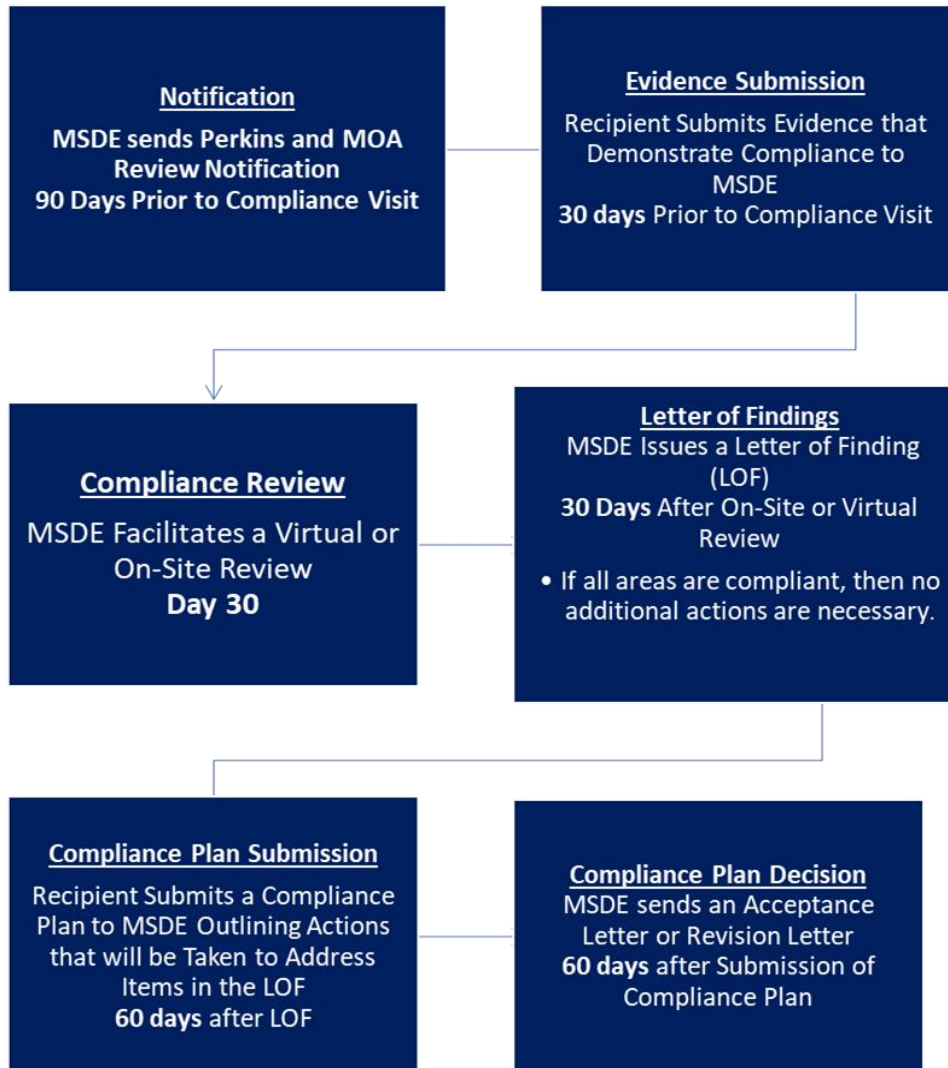 Notification
MSDE sends Perkins and MOA
Review Notification
90 Days Prior to Compliance Visit
Evidence Submission
Recipient Submits Evidence that
Demonstrate Compliance to
MSDE
30 days Prior to Compliance Visit
Compliance Review
MSDE Facilitates a Virtual or
On-Site Review
Day 30
Letter of Findings
MSDE Issues a Letter of Finding
(LOF)
30 Days After On-Site or Virtual
Review
• If all areas are compliant, then no
additional actions are necessary.
Compliance Plan Submission
Recipient Submits a Compliance
Plan to MSDE Outlining Actions
that will be Taken to Address
Items in the LOF
60 days after LOF
Compliance Plan Decision
MSDE sends an Acceptance
Letter or Revision Letter
60 days after Submission of
Compliance Plan